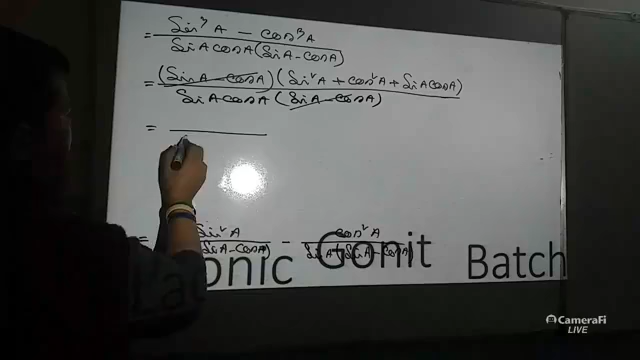 = Sin³A - cos³A / SinA cosA (SinA - cosA)
= (SinA - cosA) (Sin²A + cos²A + SinA cosA) / SinA cosA (SinA - cosA)
=
= Sin²A / (SinA - cosA) - cos²A / SinA (SinA - cosA)
onic Gonit Batch
CameraFi
LIVE